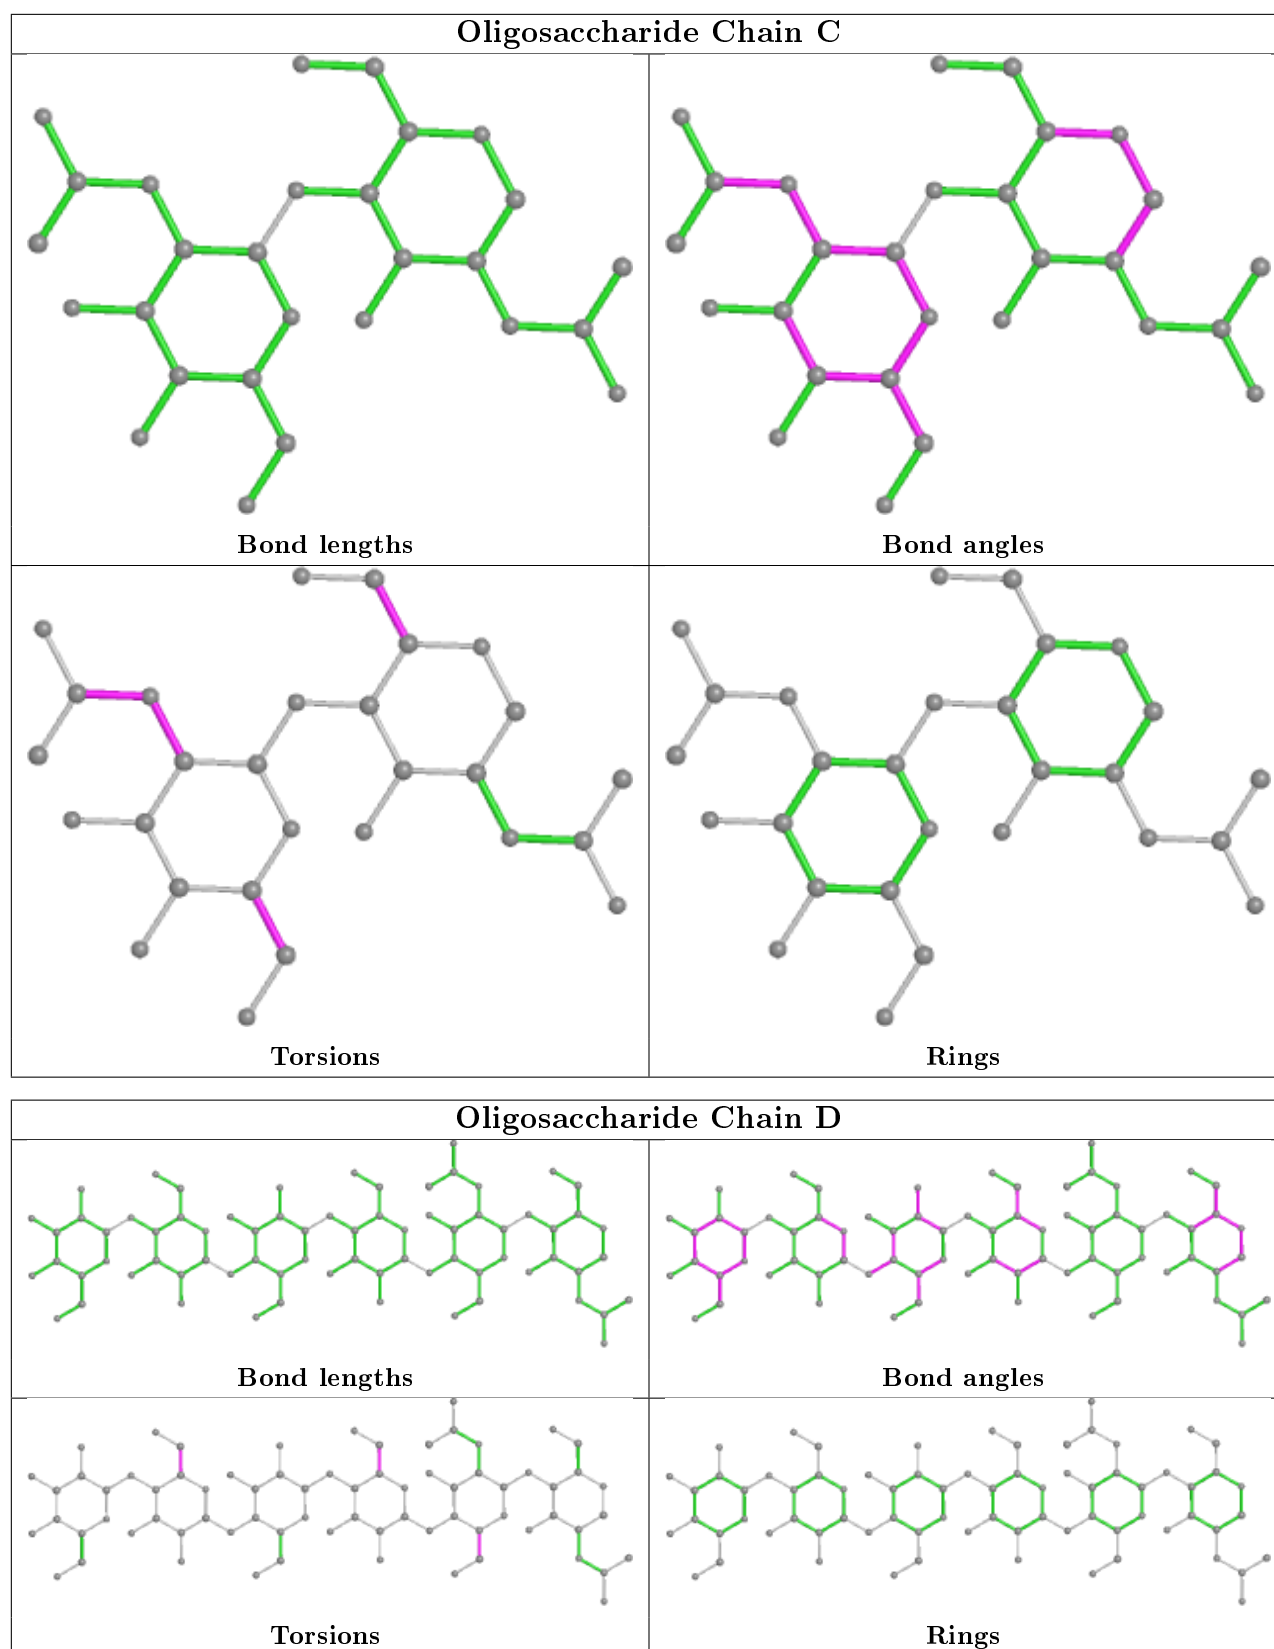 Oligosaccharide Chain C
Bond lengths
Bond angles
Torsions
Rings
Oligosaccharide Chain D
Bond lengths
Bond angles
Torsions
Rings